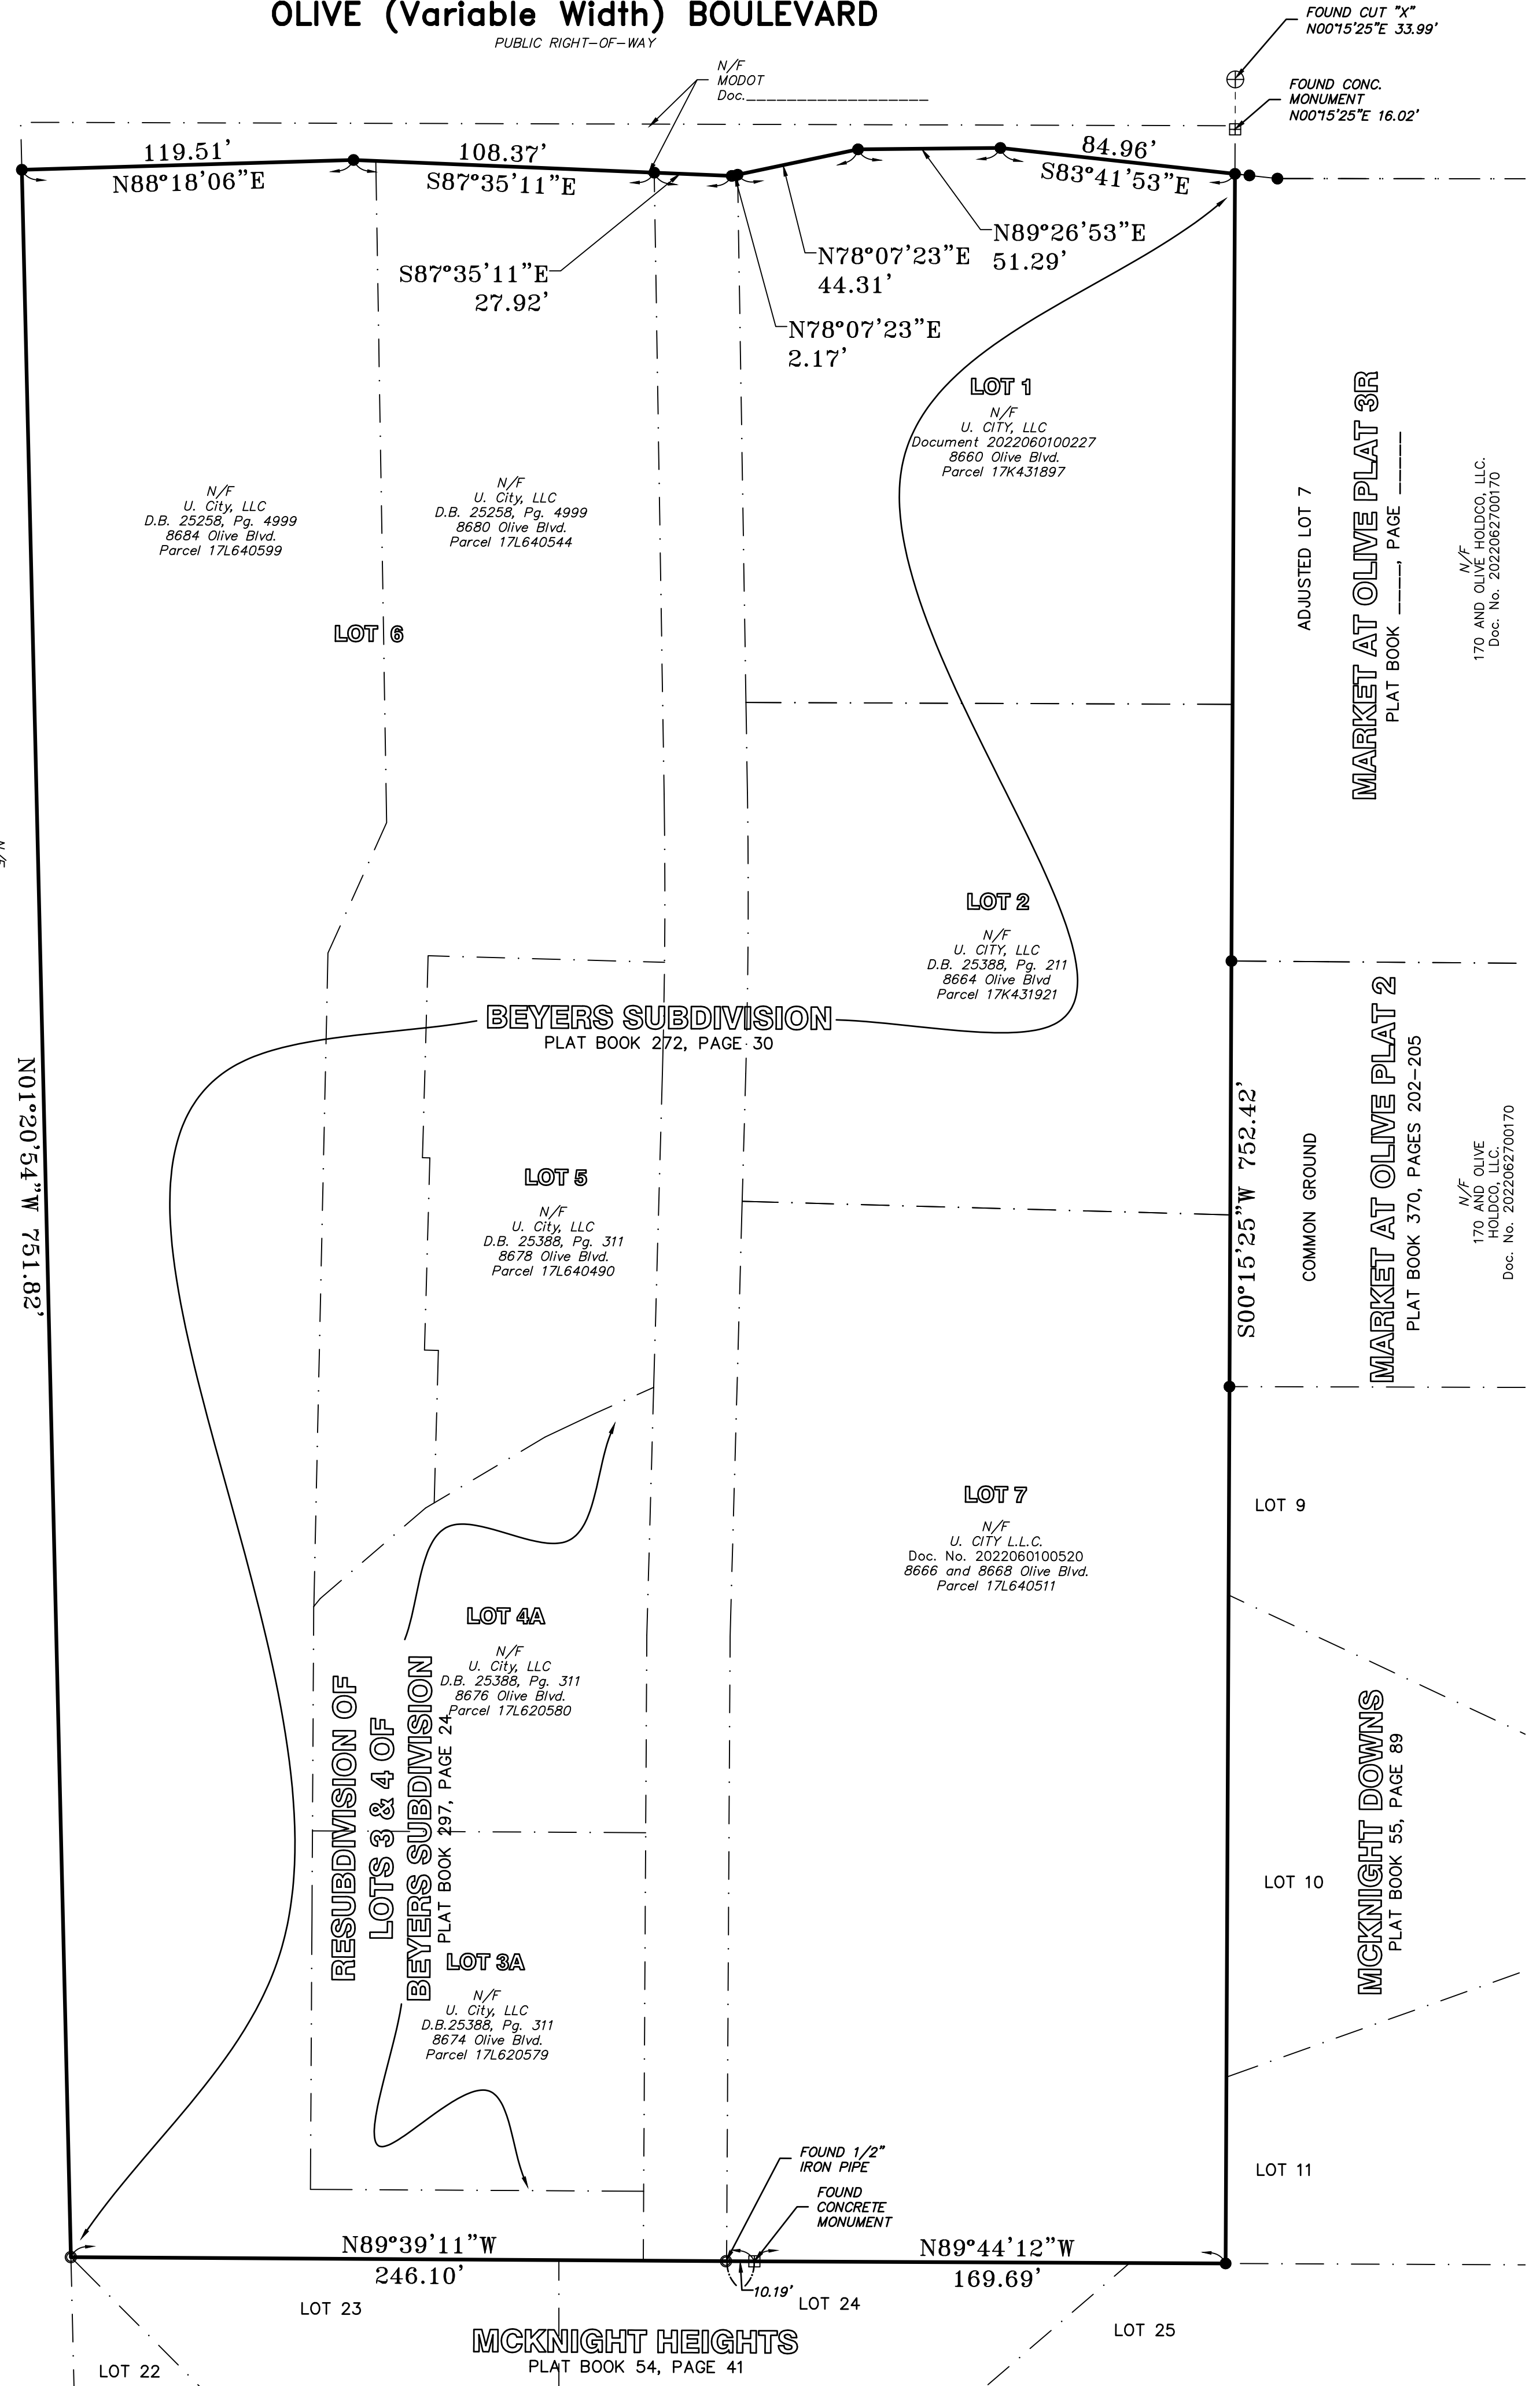 OLIVE (Variable Width) BOULEVARD
PUBLIC RIGHT-OF-WAY
FOUND CUT "X"
N00°15'25"E 33.99'
N/F
MODOT
Doc.__________________
FOUND CONC.
MONUMENT
N00°15'25"E 16.02'
119.51'
N88°18'06"E
108.37'
S87°35'11"E
84.96'
S83°41'53"E
S87°35'11"E
27.92'
N78°07'23"E
44.31'
N89°26'53"E
51.29'
N78°07'23"E
2.17'
LOT 1
N/F
U. CITY, LLC
Document 2022060100227
8660 Olive Blvd.
Parcel 17K431897
N/F
U. City, LLC
D.B. 25258, Pg. 4999
8684 Olive Blvd.
Parcel 17L640599
N/F
U. City, LLC
D.B. 25258, Pg. 4999
8680 Olive Blvd.
Parcel 17L640544
LOT 6
ADJUSTED LOT 7
MARKET AT OLIVE PLAT 3R
PLAT BOOK ____, PAGE _____
N/F
170 AND OLIVE HOLDCO, LLC.
Doc. No. 2022062700170
N/F
LOT 2
N/F
U. CITY, LLC
D.B. 25388, Pg. 211
8664 Olive Blvd
Parcel 17K431921
BEYERS SUBDIVISION
PLAT BOOK 272, PAGE 30
N01°20'54"W 751.82'
S00°15'25"W 752.42'
COMMON GROUND
MARKET AT OLIVE PLAT 2
PLAT BOOK 370, PAGES 202-205
N/F
170 AND OLIVE
HOLDCO, LLC.
Doc. No. 2022062700170
LOT 5
N/F
U. City, LLC
D.B. 25388, Pg. 311
8678 Olive Blvd.
Parcel 17L640490
LOT 7
N/F
U. CITY L.L.C.
Doc. No. 2022060100520
8666 and 8668 Olive Blvd.
Parcel 17L640511
LOT 9
LOT 4A
N/F
U. City, LLC
D.B. 25388, Pg. 311
8676 Olive Blvd.
Parcel 17L620580
RESUBDIVISION OF
LOTS 3 & 4 OF
BEYERS SUBDIVISION
PLAT BOOK 297, PAGE 24
LOT 10
MCKNIGHT DOWNS
PLAT BOOK 55, PAGE 89
LOT 3A
N/F
U. City, LLC
D.B.25388, Pg. 311
8674 Olive Blvd.
Parcel 17L620579
LOT 11
FOUND 1/2"
IRON PIPE
FOUND
CONCRETE
MONUMENT
N89°39'11"W
246.10'
N89°44'12"W
169.69'
10.19'
LOT 23
LOT 24
LOT 25
MCKNIGHT HEIGHTS
PLAT BOOK 54, PAGE 41
LOT 22